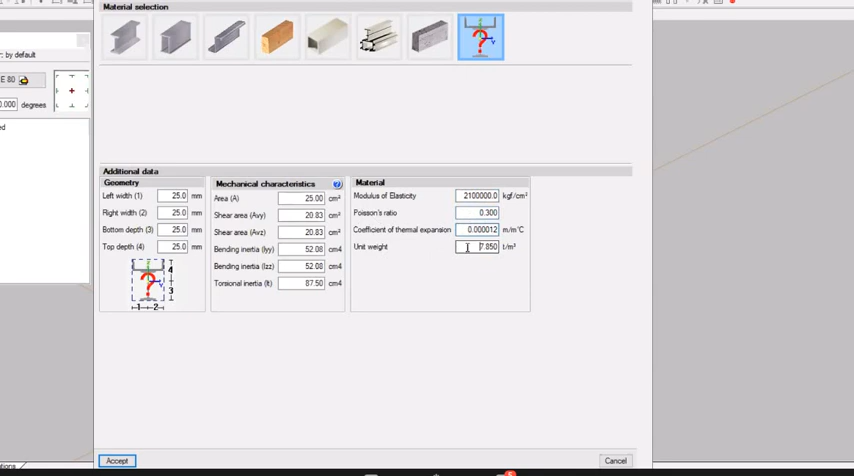 Material selection
: by default
E 80
0.000 degrees
ed
Additional data
Geometry
Left width (1) 25.0 mm
Right width (2) 25.0 mm
Bottom depth (3) 25.0 mm
Top depth (4) 25.0 mm
4
3
1 2
Mechanical characteristics ?
Area (A) 25.00 cm²
Shear area (Avy) 20.83 cm²
Shear area (Avz) 20.83 cm²
Bending inertia (Iyy) 52.08 cm4
Bending inertia (Izz) 52.08 cm4
Torsional inertia (It) 87.50 cm4
Material
Modulus of Elasticity 2100000.0 kgf/cm²
Poisson's ratio 0.300
Coefficient of thermal expansion 0.000012 m/m°C
Unit weight 7.850 t/m³
Accept
Cancel